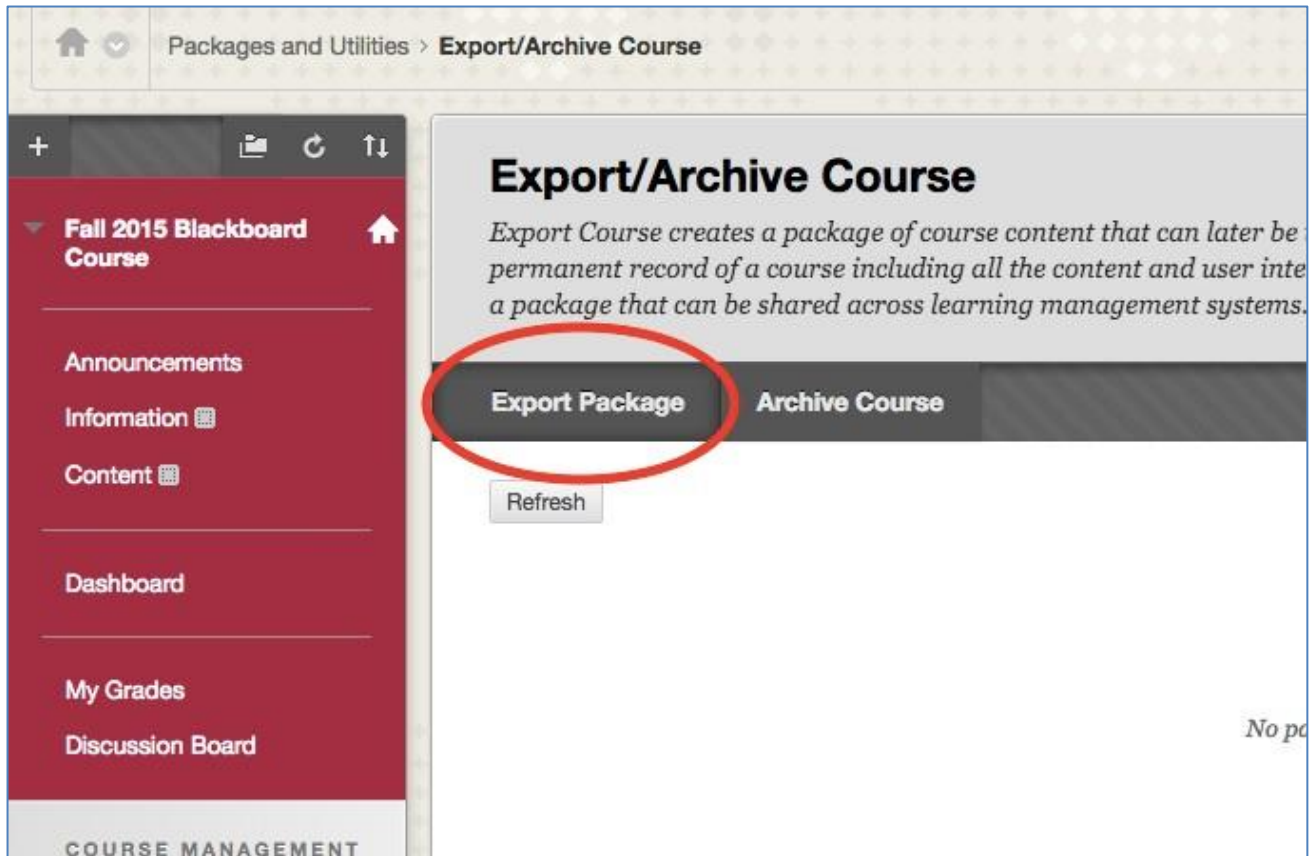 Packages and Utilities > Export/Archive Course
Fall 2015 Blackboard
Course
Announcements
Information
Content
Dashboard
My Grades
Discussion Board
COURSE MANAGEMENT
Export/Archive Course
Export Course creates a package of course content that can later be
permanent record of a course including all the content and user inte
a package that can be shared across learning management systems.
Export Package Archive Course
Refresh
No pa